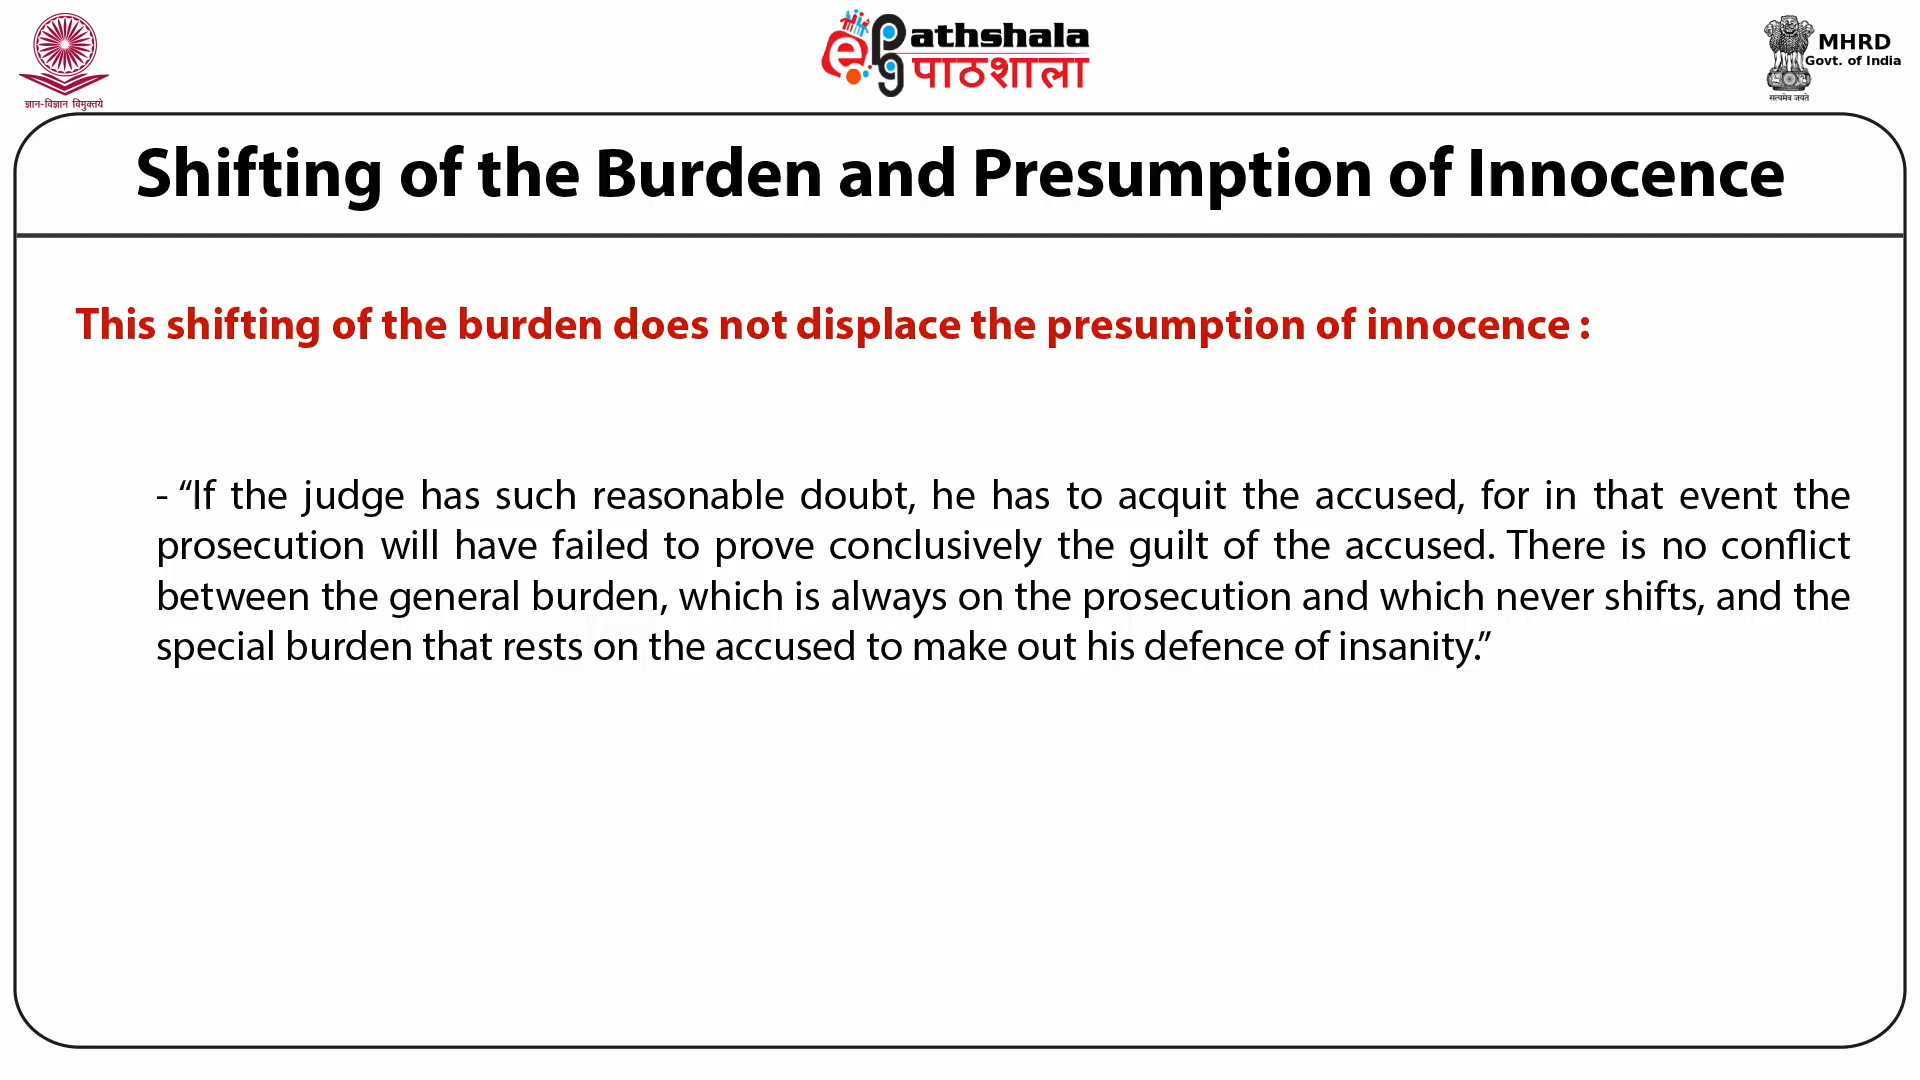 ज्ञान-विज्ञान विमुक्तये
ePGathshala
पाठशाला
MHRD
Govt. of India
सत्यमेव जयते
Shifting of the Burden and Presumption of Innocence
This shifting of the burden does not displace the presumption of innocence :
- “If the judge has such reasonable doubt, he has to acquit the accused, for in that event the
prosecution will have failed to prove conclusively the guilt of the accused. There is no conflict
between the general burden, which is always on the prosecution and which never shifts, and the
special burden that rests on the accused to make out his defence of insanity.”